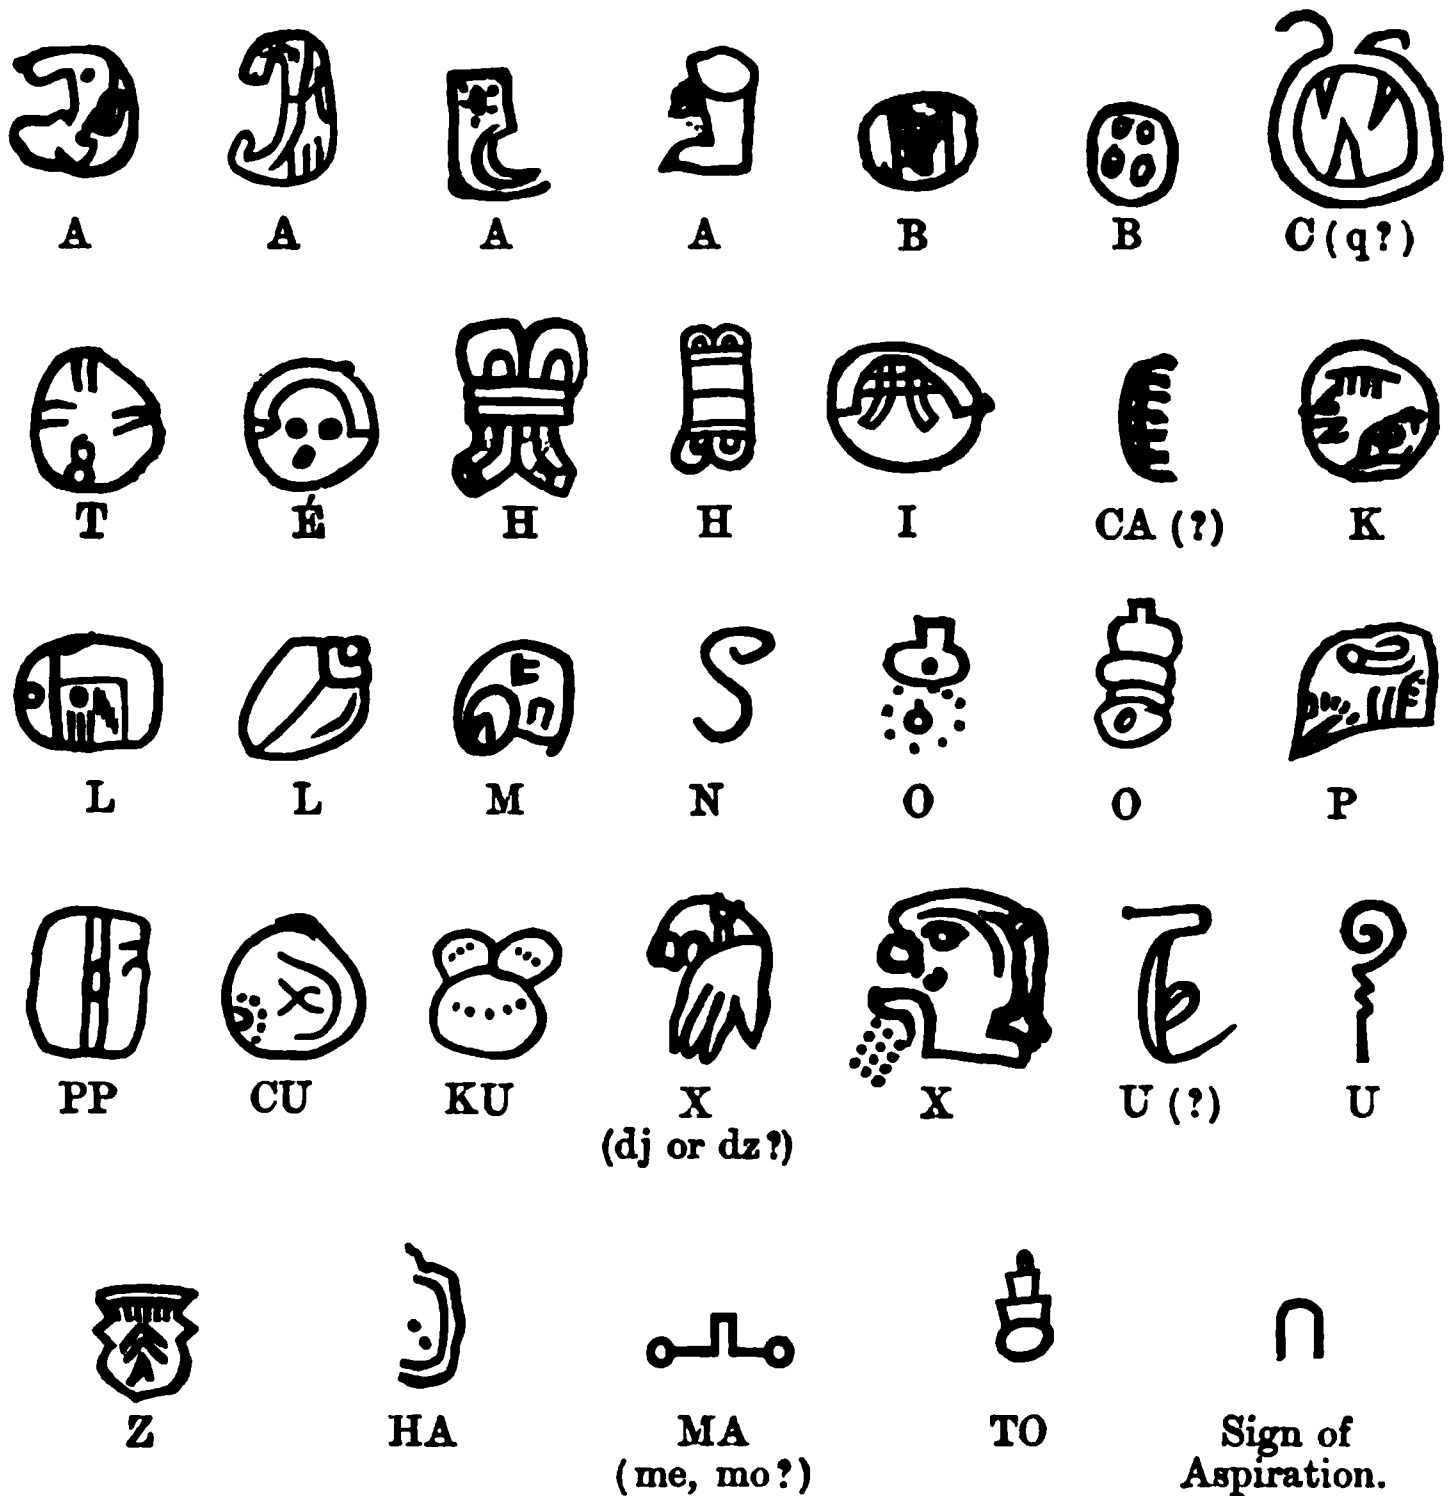 A A A A B B C (q?)
T É H H I CA (?) K
L L M N O O P
PP CU KU X X U (?) U
(dj or dz?)
Z HA MA TO Sign of
(me, mo?) Aspiration.